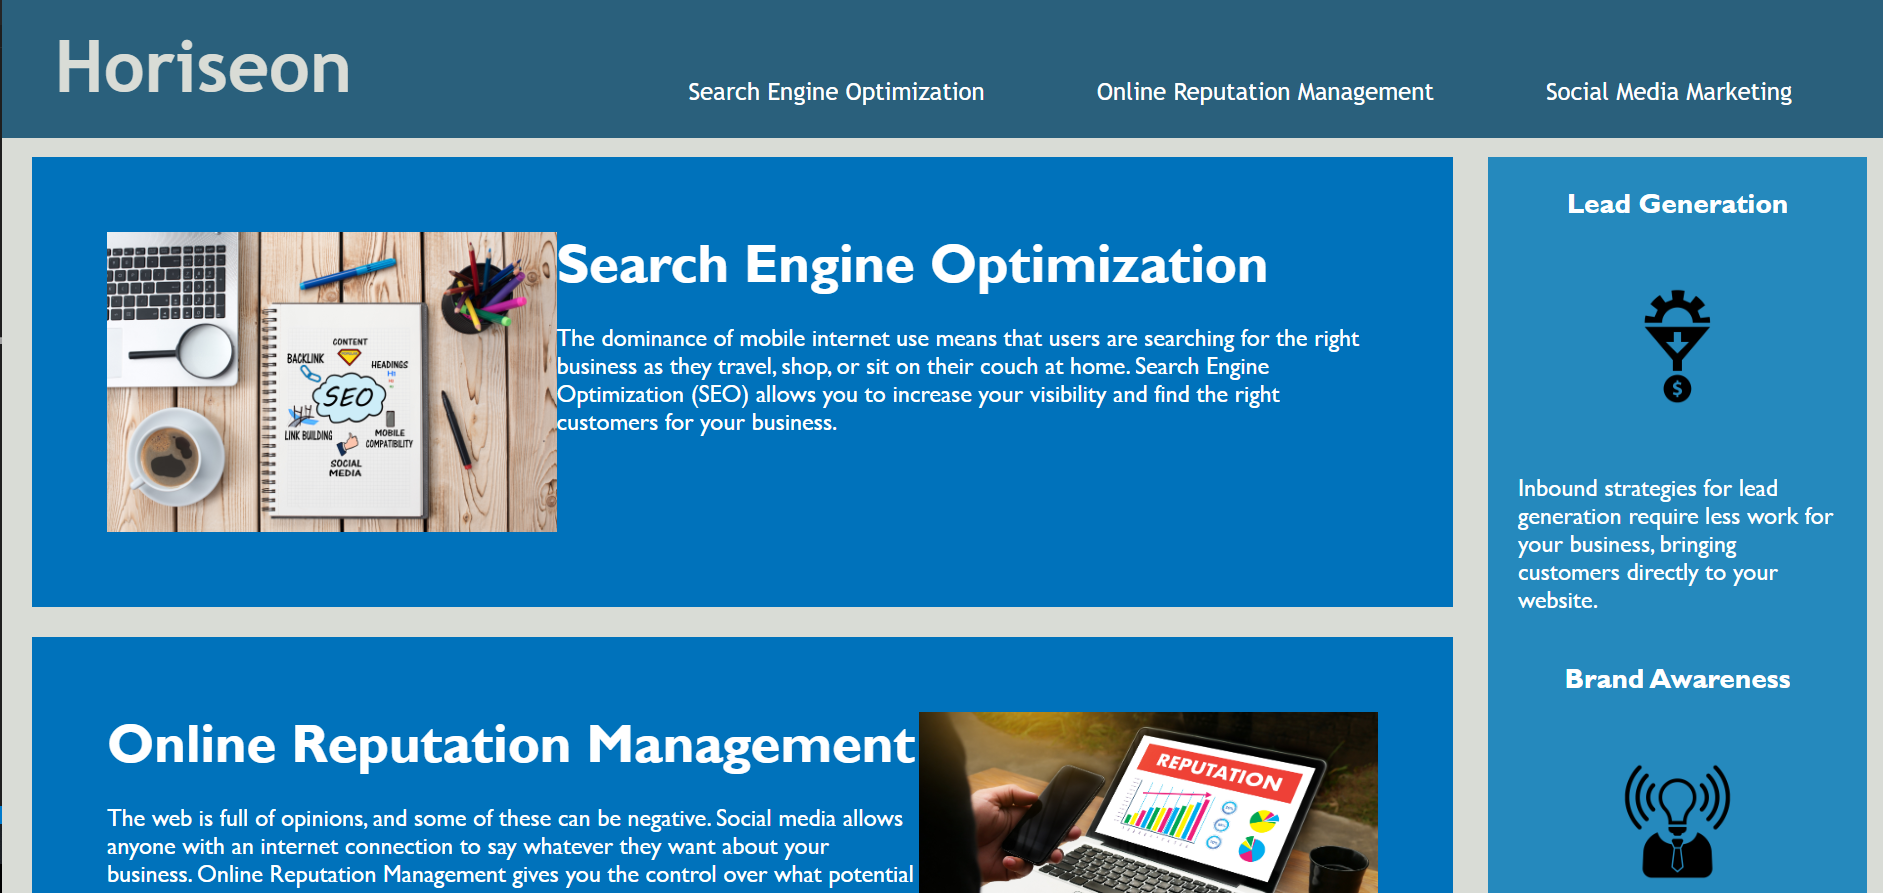 Horiseon
Search Engine Optimization
Online Reputation Management
Social Media Marketing
CONTENT
BACKLINK
HEADINGS
H1
SEO
LINK BUILDING
MOBILE
COMPATIBILITY
SOCIAL
MEDIA
Search Engine Optimization
The dominance of mobile internet use means that users are searching for the right
business as they travel, shop, or sit on their couch at home. Search Engine
Optimization (SEO) allows you to increase your visibility and find the right
customers for your business.
Online Reputation Management
The web is full of opinions, and some of these can be negative. Social media allows
anyone with an internet connection to say whatever they want about your
business. Online Reputation Management gives you the control over what potential
REPUTATION
Lead Generation
$
Inbound strategies for lead
generation require less work for
your business, bringing
customers directly to your
website.
Brand Awareness